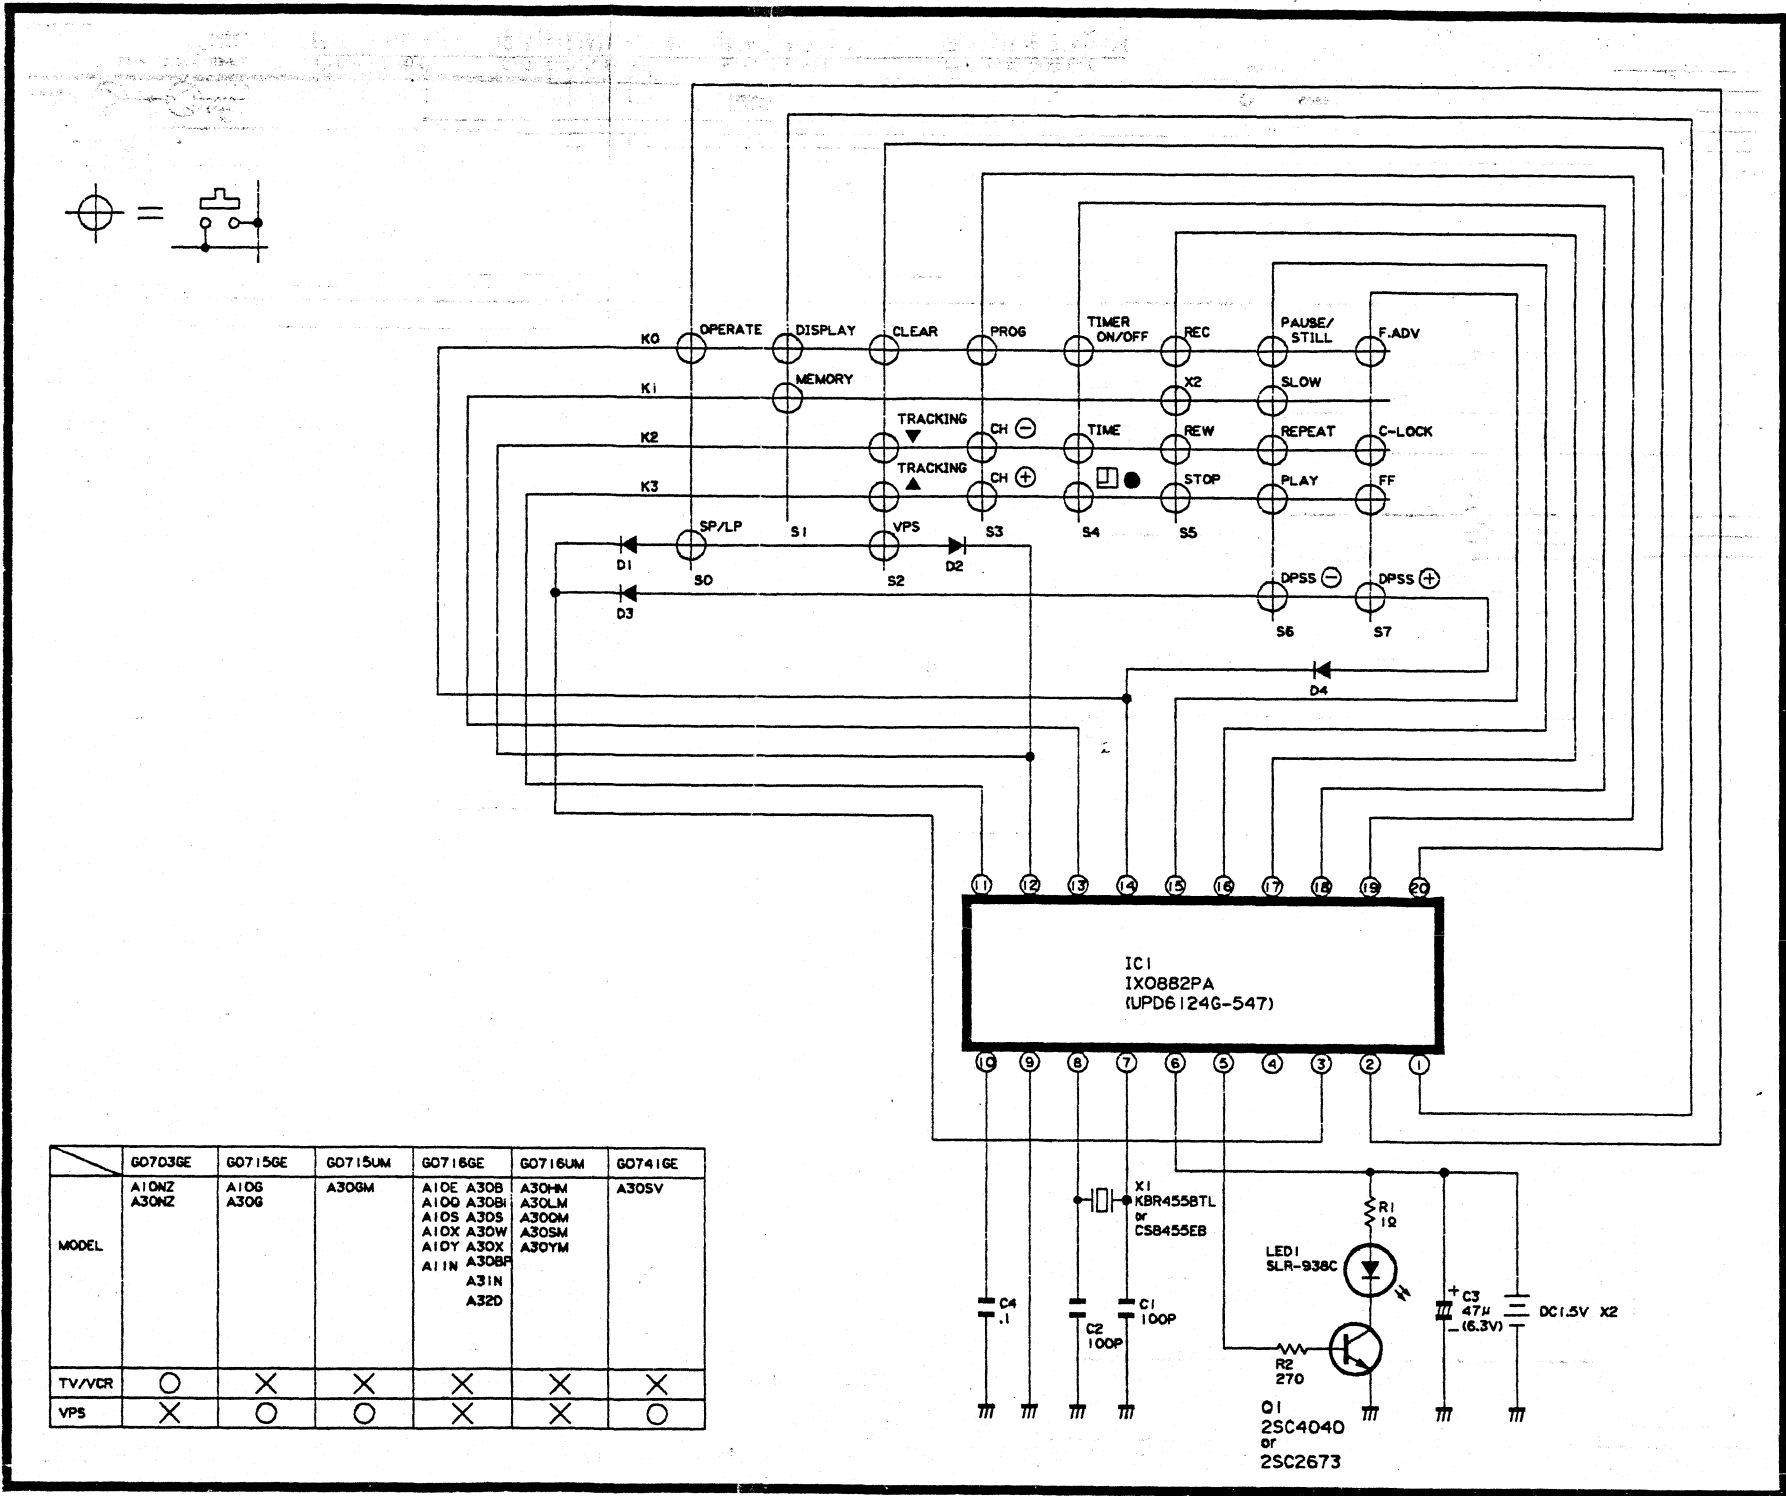 K0 OPERATE DISPLAY CLEAR PROG TIMER ON/OFF REC PAUSE/ STILL F.ADV
K1 MEMORY X2 SLOW
K2 TRACKING ▼ CH ⊖ TIME REW REPEAT C-LOCK
K3 TRACKING ▲ CH ⊕ ● STOP PLAY FF
SP/LP S1 VPS S3 S4 S5
D1 S0 S2 D2
DPSS ⊖ DPSS ⊕
D3 S6 S7
D4
11 12 13 14 15 16 17 18 19 20
IC1
IX0882PA
(UPD6124G-547)
10 9 8 7 6 5 4 3 2 1
X1
KBR455BTL
or
CSB455EB
R1
1Ω
LED1
SLR-938C
C4
.1
C2
100P
C1
100P
+ C3
47μ
– (6.3V)
DC1.5V X2
R2
270
Q1
2SC4040
or
2SC2673
G0703GE G0715GE G0715UM G0716GE G0716UM G0741GE
MODEL
A10NZ A10G A30GM A10E A30B A30HM A30SV
A30NZ A30G A30BI A30LM
A10S A30S
A10X A30W A30SM
A10Y A30X A30YM
A11N A30BP
A31N
A32D
TV/VCR ○ X X X X X
VPS X ○ ○ X X ○